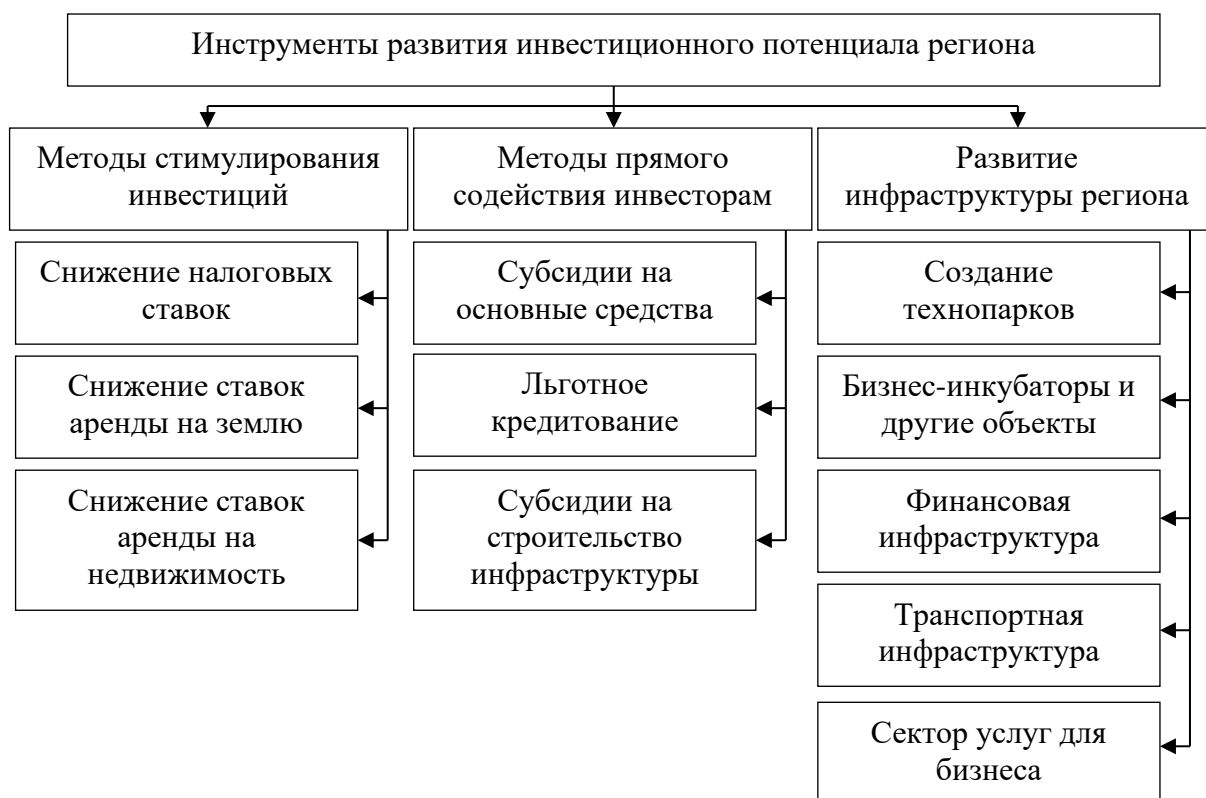 Инструменты развития инвестиционного потенциала региона
Методы стимулирования
инвестиций
Снижение налоговых
ставок
Снижение ставок
аренды на землю
Снижение ставок
аренды на
недвижимость
Методы прямого
содействия инвесторам
Субсидии на
основные средства
Льготное
кредитование
Субсидии на
строительство
инфраструктуры
Развитие
инфраструктуры региона
Создание
технопарков
Бизнес-инкубаторы и
другие объекты
Финансовая
инфраструктура
Транспортная
инфраструктура
Сектор услуг для
бизнеса